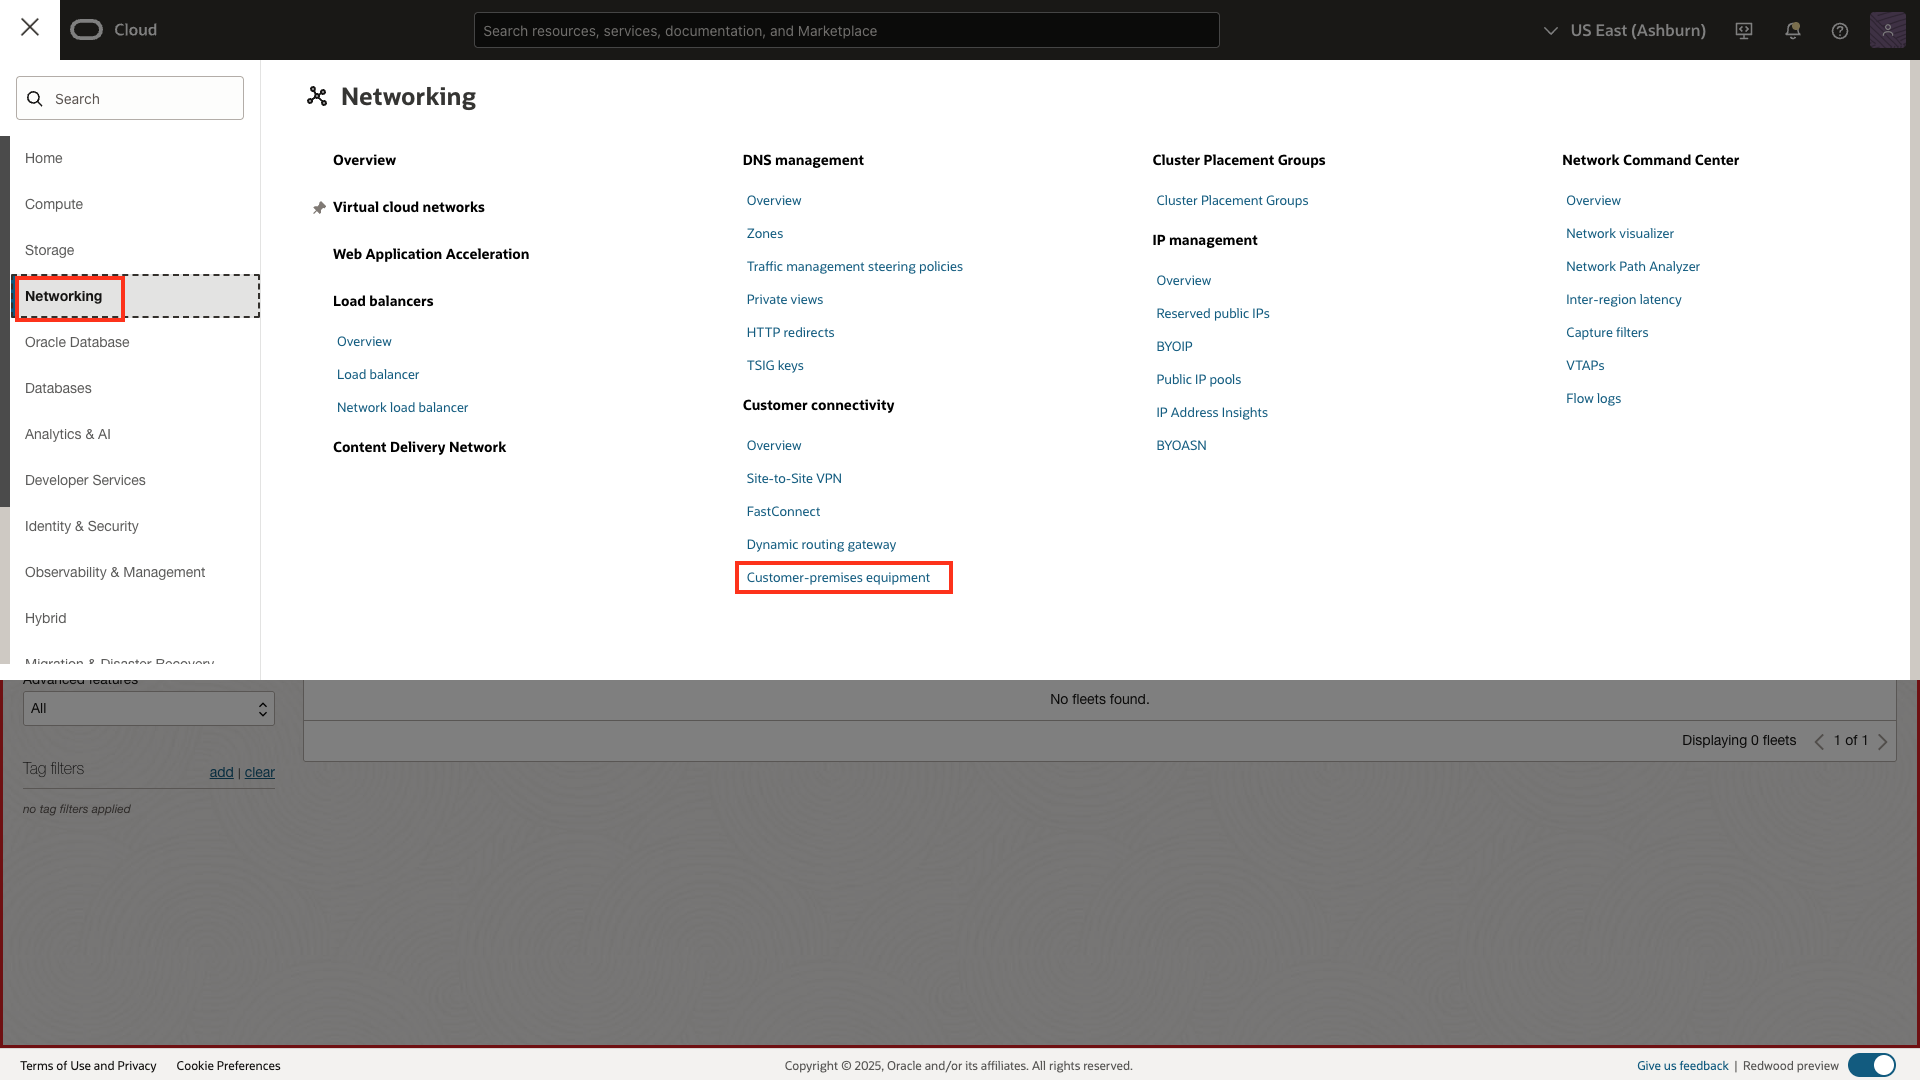 Cloud
Search resources, services, documentation, and Marketplace
US East (Ashburn)
Search
Home
Compute
Storage
Networking
Oracle Database
Databases
Analytics & AI
Developer Services
Identity & Security
Observability & Management
Hybrid
Migration & Disaster Recovery
Networking
Overview
Virtual cloud networks
Web Application Acceleration
Load balancers
Overview
Load balancer
Network load balancer
Content Delivery Network
DNS management
Overview
Zones
Traffic management steering policies
Private views
HTTP redirects
TSIG keys
Customer connectivity
Overview
Site-to-Site VPN
FastConnect
Dynamic routing gateway
Customer-premises equipment
Cluster Placement Groups
Cluster Placement Groups
IP management
Overview
Reserved public IPs
BYOIP
Public IP pools
IP Address Insights
BYOASN
Network Command Center
Overview
Network visualizer
Network Path Analyzer
Inter-region latency
Capture filters
VTAPs
Flow logs
Advanced features
All
Tag filters add | clear
no tag filters applied
No fleets found.
Displaying 0 fleets 1 of 1
Terms of Use and Privacy Cookie Preferences
Copyright © 2025, Oracle and/or its affiliates. All rights reserved.
Give us feedback | Redwood preview